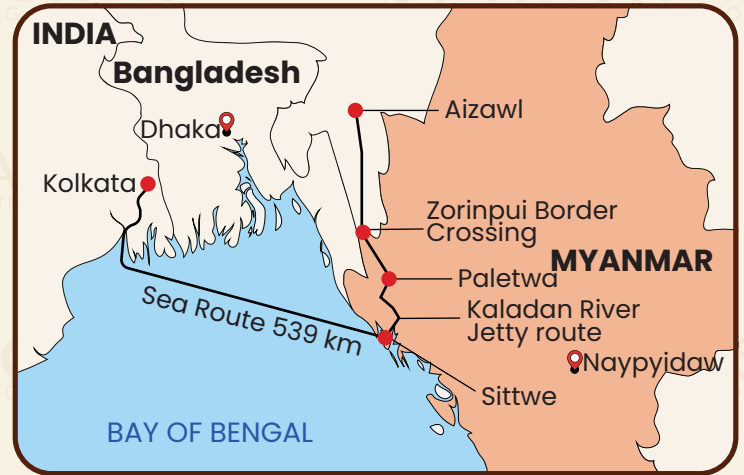 INDIA
Bangladesh
Dhaka
Aizawl
Kolkata
Zorinpui Border
Crossing
MYANMAR
Paletwa
Sea Route 539 km
Kaladan River
Jetty route
Naypyidaw
Sittwe
BAY OF BENGAL